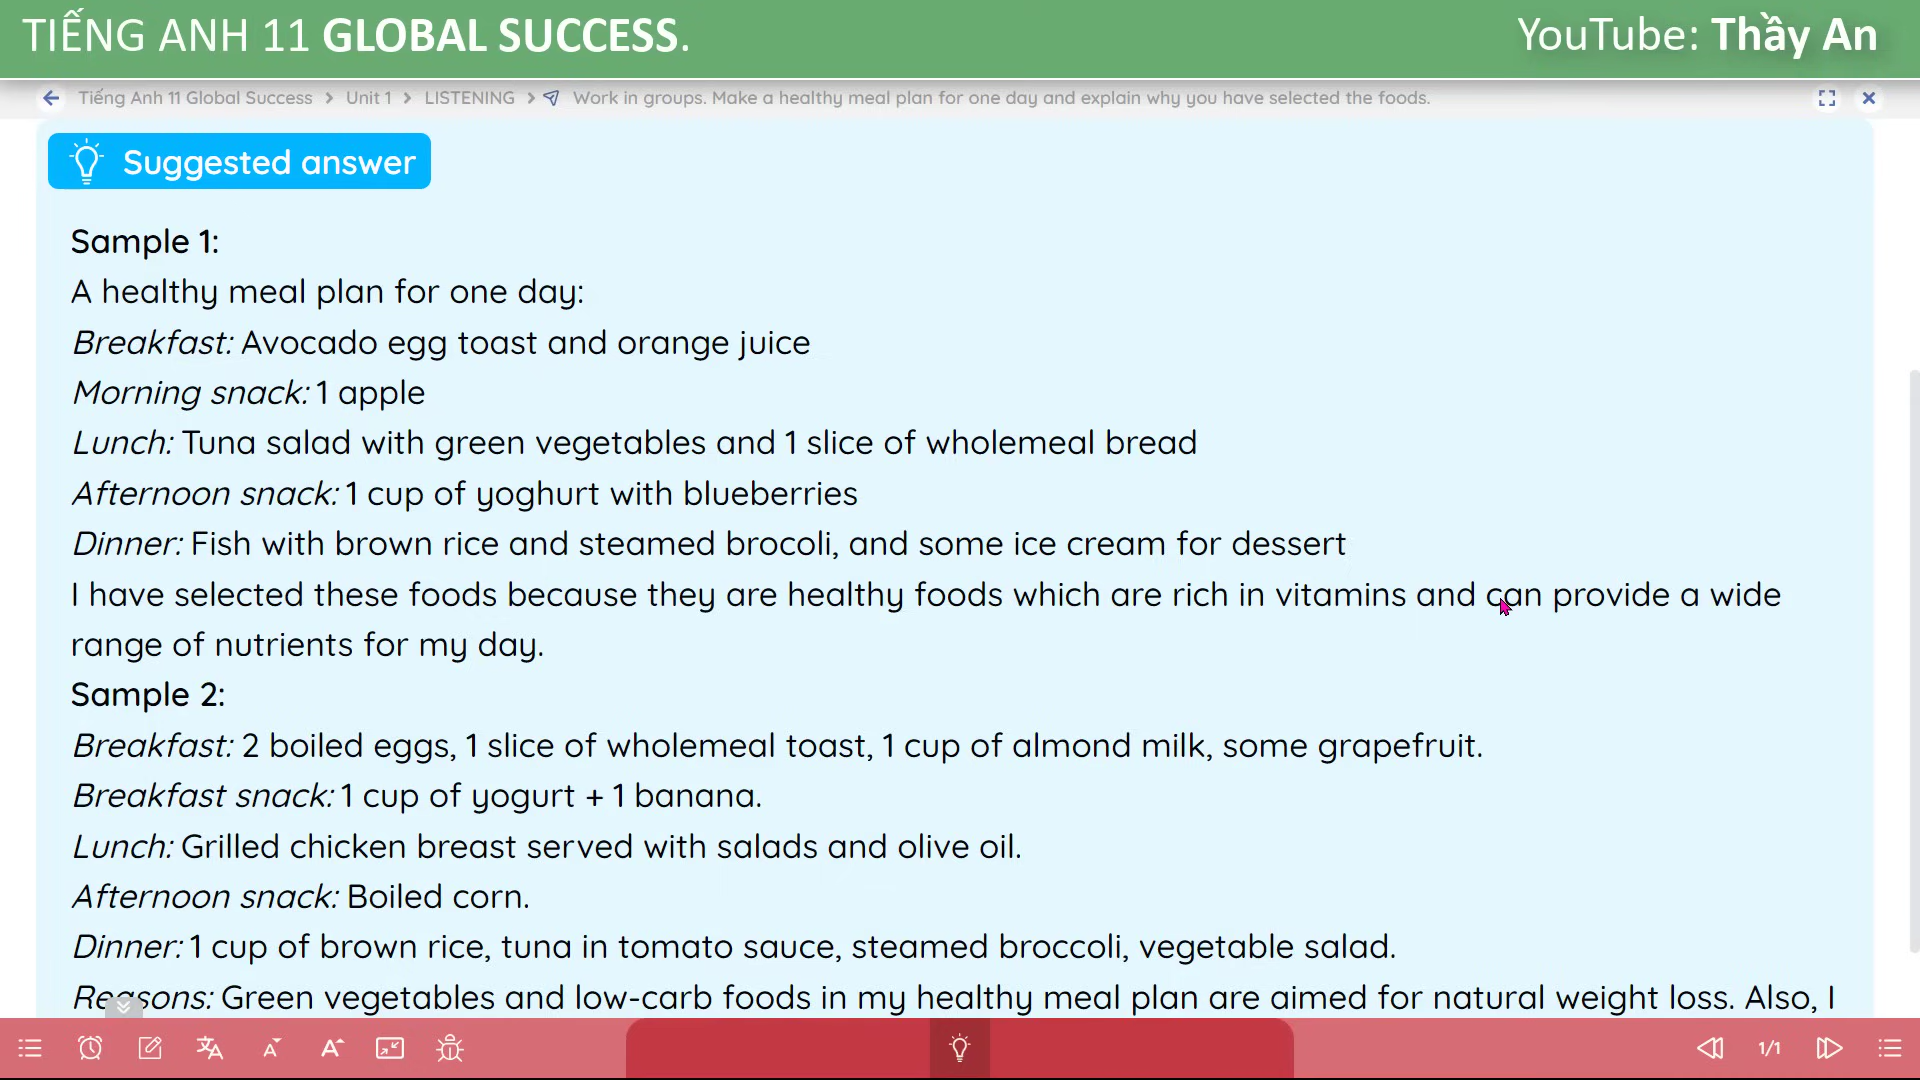 TIẾNG ANH 11 GLOBAL SUCCESS.
YouTube: Thầy An
Tiếng Anh 11 Global Success > Unit 1 > LISTENING > Work in groups. Make a healthy meal plan for one day and explain why you have selected the foods.
Suggested answer
Sample 1:
A healthy meal plan for one day:
Breakfast: Avocado egg toast and orange juice
Morning snack: 1 apple
Lunch: Tuna salad with green vegetables and 1 slice of wholemeal bread
Afternoon snack: 1 cup of yoghurt with blueberries
Dinner: Fish with brown rice and steamed brocoli, and some ice cream for dessert
I have selected these foods because they are healthy foods which are rich in vitamins and can provide a wide
range of nutrients for my day.
Sample 2:
Breakfast: 2 boiled eggs, 1 slice of wholemeal toast, 1 cup of almond milk, some grapefruit.
Breakfast snack: 1 cup of yogurt + 1 banana.
Lunch: Grilled chicken breast served with salads and olive oil.
Afternoon snack: Boiled corn.
Dinner: 1 cup of brown rice, tuna in tomato sauce, steamed broccoli, vegetable salad.
Reasons: Green vegetables and low-carb foods in my healthy meal plan are aimed for natural weight loss. Also, I
1/1